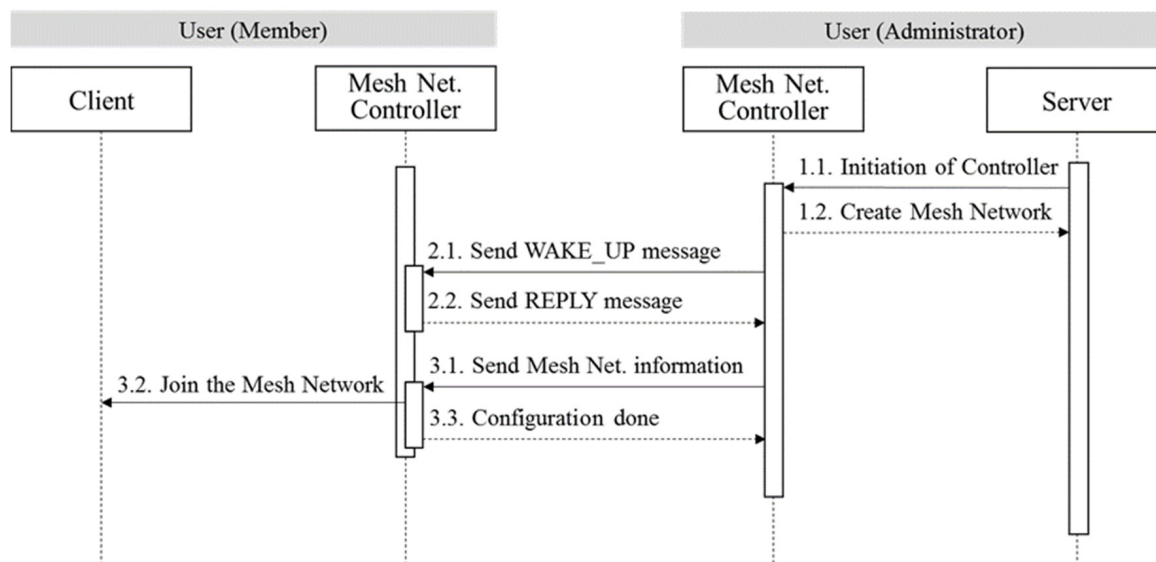 User (Member)
User (Administrator)
Client
Mesh Net.
Controller
Mesh Net.
Controller
Server
1.1. Initiation of Controller
1.2. Create Mesh Network
2.1. Send WAKE_UP message
2.2. Send REPLY message
3.1. Send Mesh Net. information
3.2. Join the Mesh Network
3.3. Configuration done